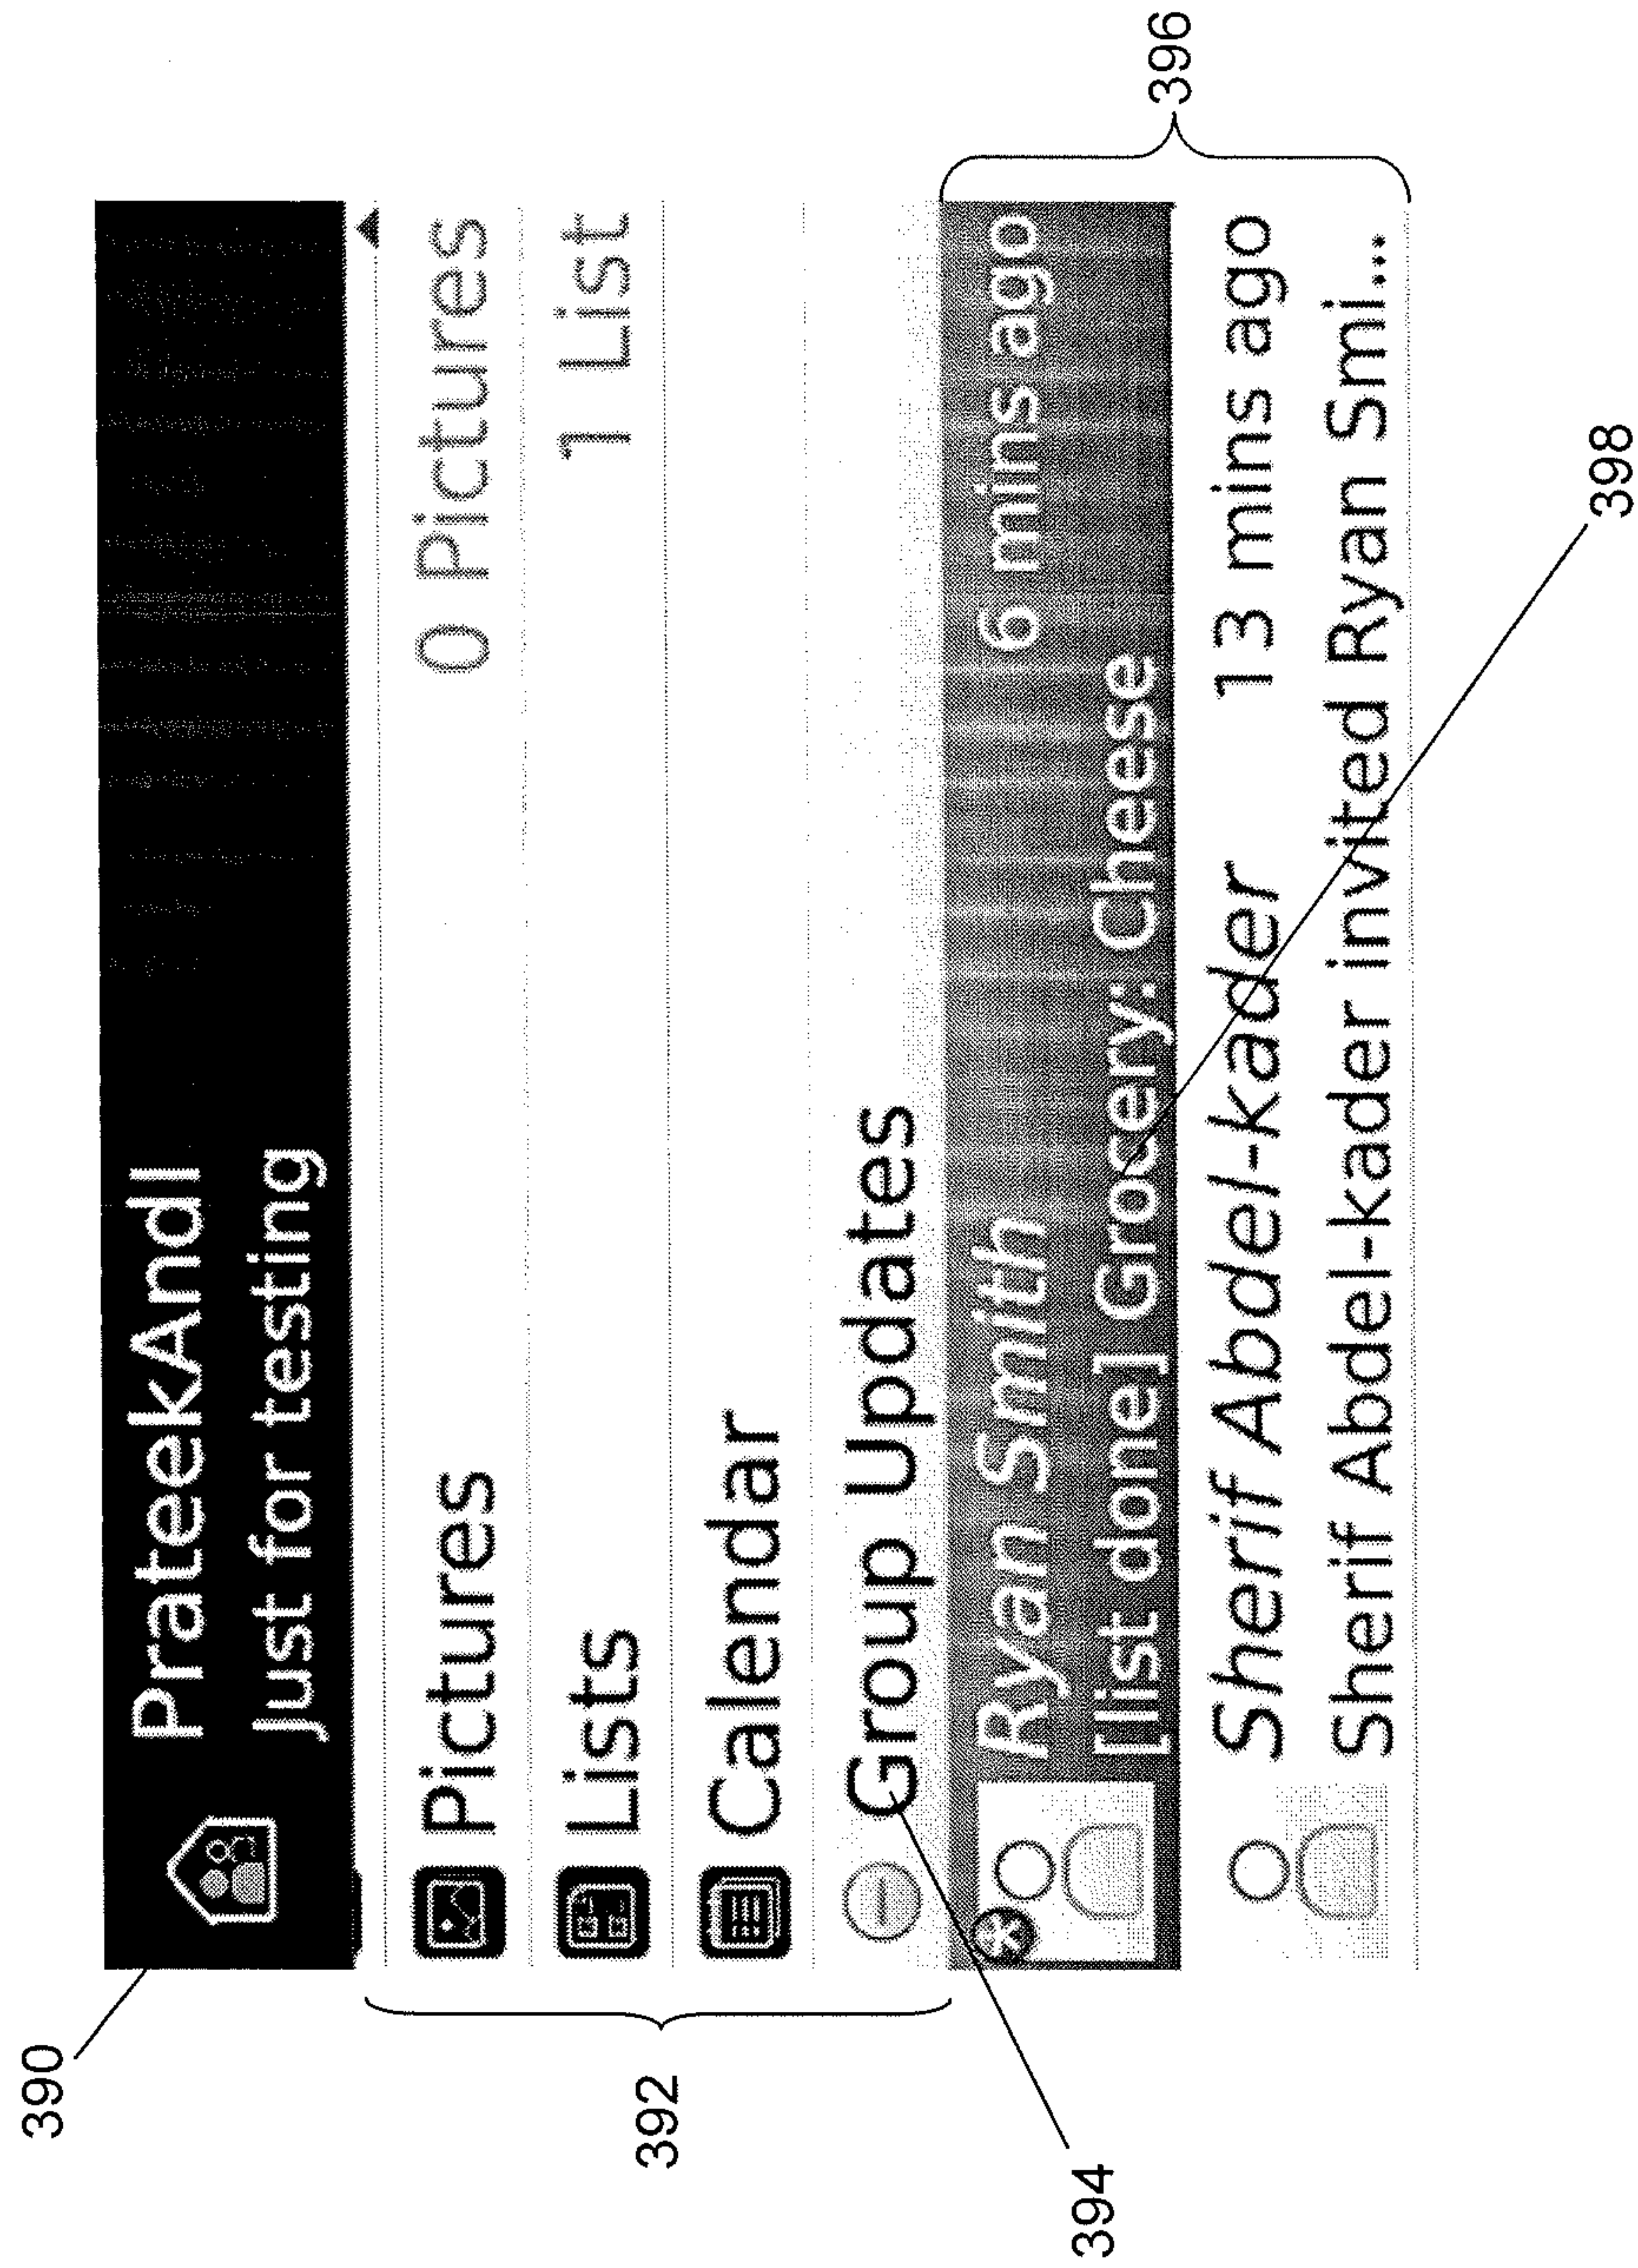 390
PrateekAndI
Just for testing
392
Pictures 0 Pictures
Lists 1 List
Calendar
394
Group Updates
396
Ryan Smith 6 mins ago
[list done] Grocery: Cheese
398
Sherif Abdel-kader 13 mins ago
Sherif Abdel-kader invited Ryan Smi...